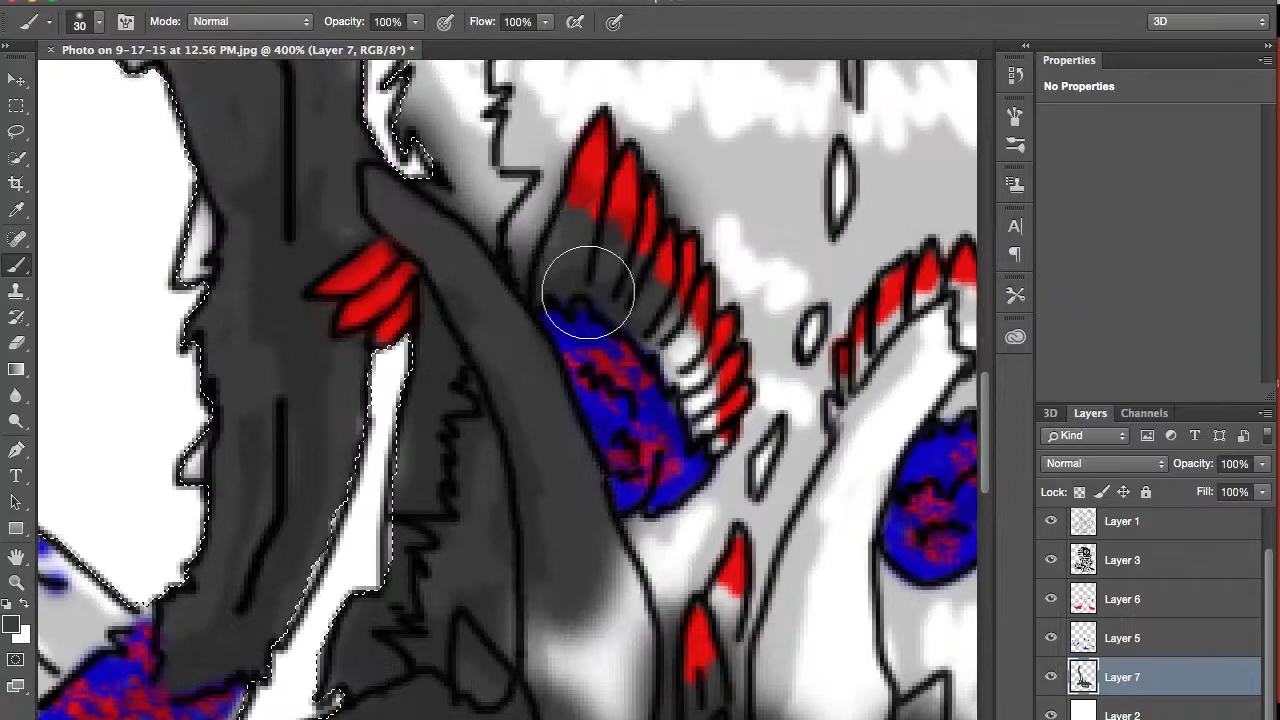 30 Mode: Normal Opacity: 100% Flow: 100% 3D
Photo on 9-17-15 at 12.56 PM.jpg @ 400% (Layer 7, RGB/8*) *
Properties
No Properties
3D Layers Channels
Kind
Normal Opacity: 100%
Lock: Fill: 100%
Layer 1
Layer 3
Layer 6
Layer 5
Layer 7
Layer 2